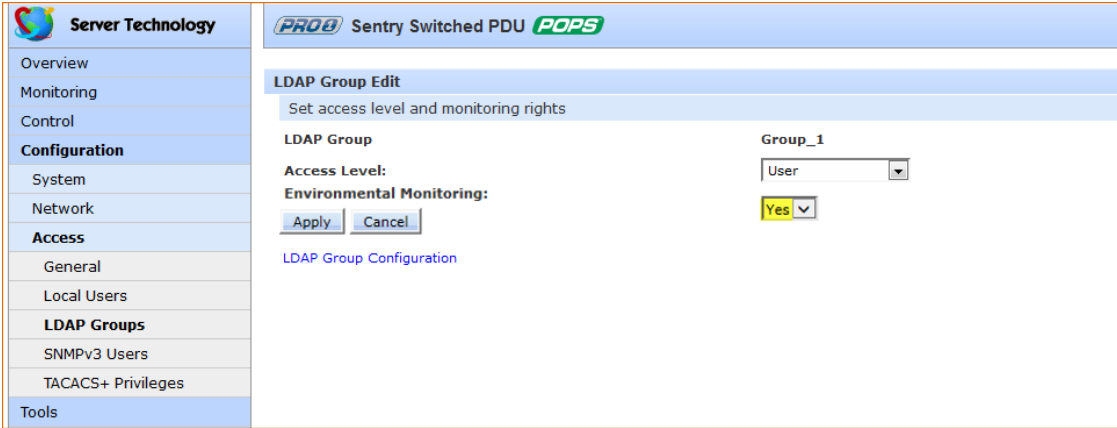 Server Technology
PRO2 Sentry Switched PDU POPS
Overview
Monitoring
Control
Configuration
System
Network
Access
General
Local Users
LDAP Groups
SNMPv3 Users
TACACS+ Privileges
Tools
LDAP Group Edit
Set access level and monitoring rights
LDAP Group Group_1
Access Level: User
Environmental Monitoring: Yes
Apply Cancel
LDAP Group Configuration